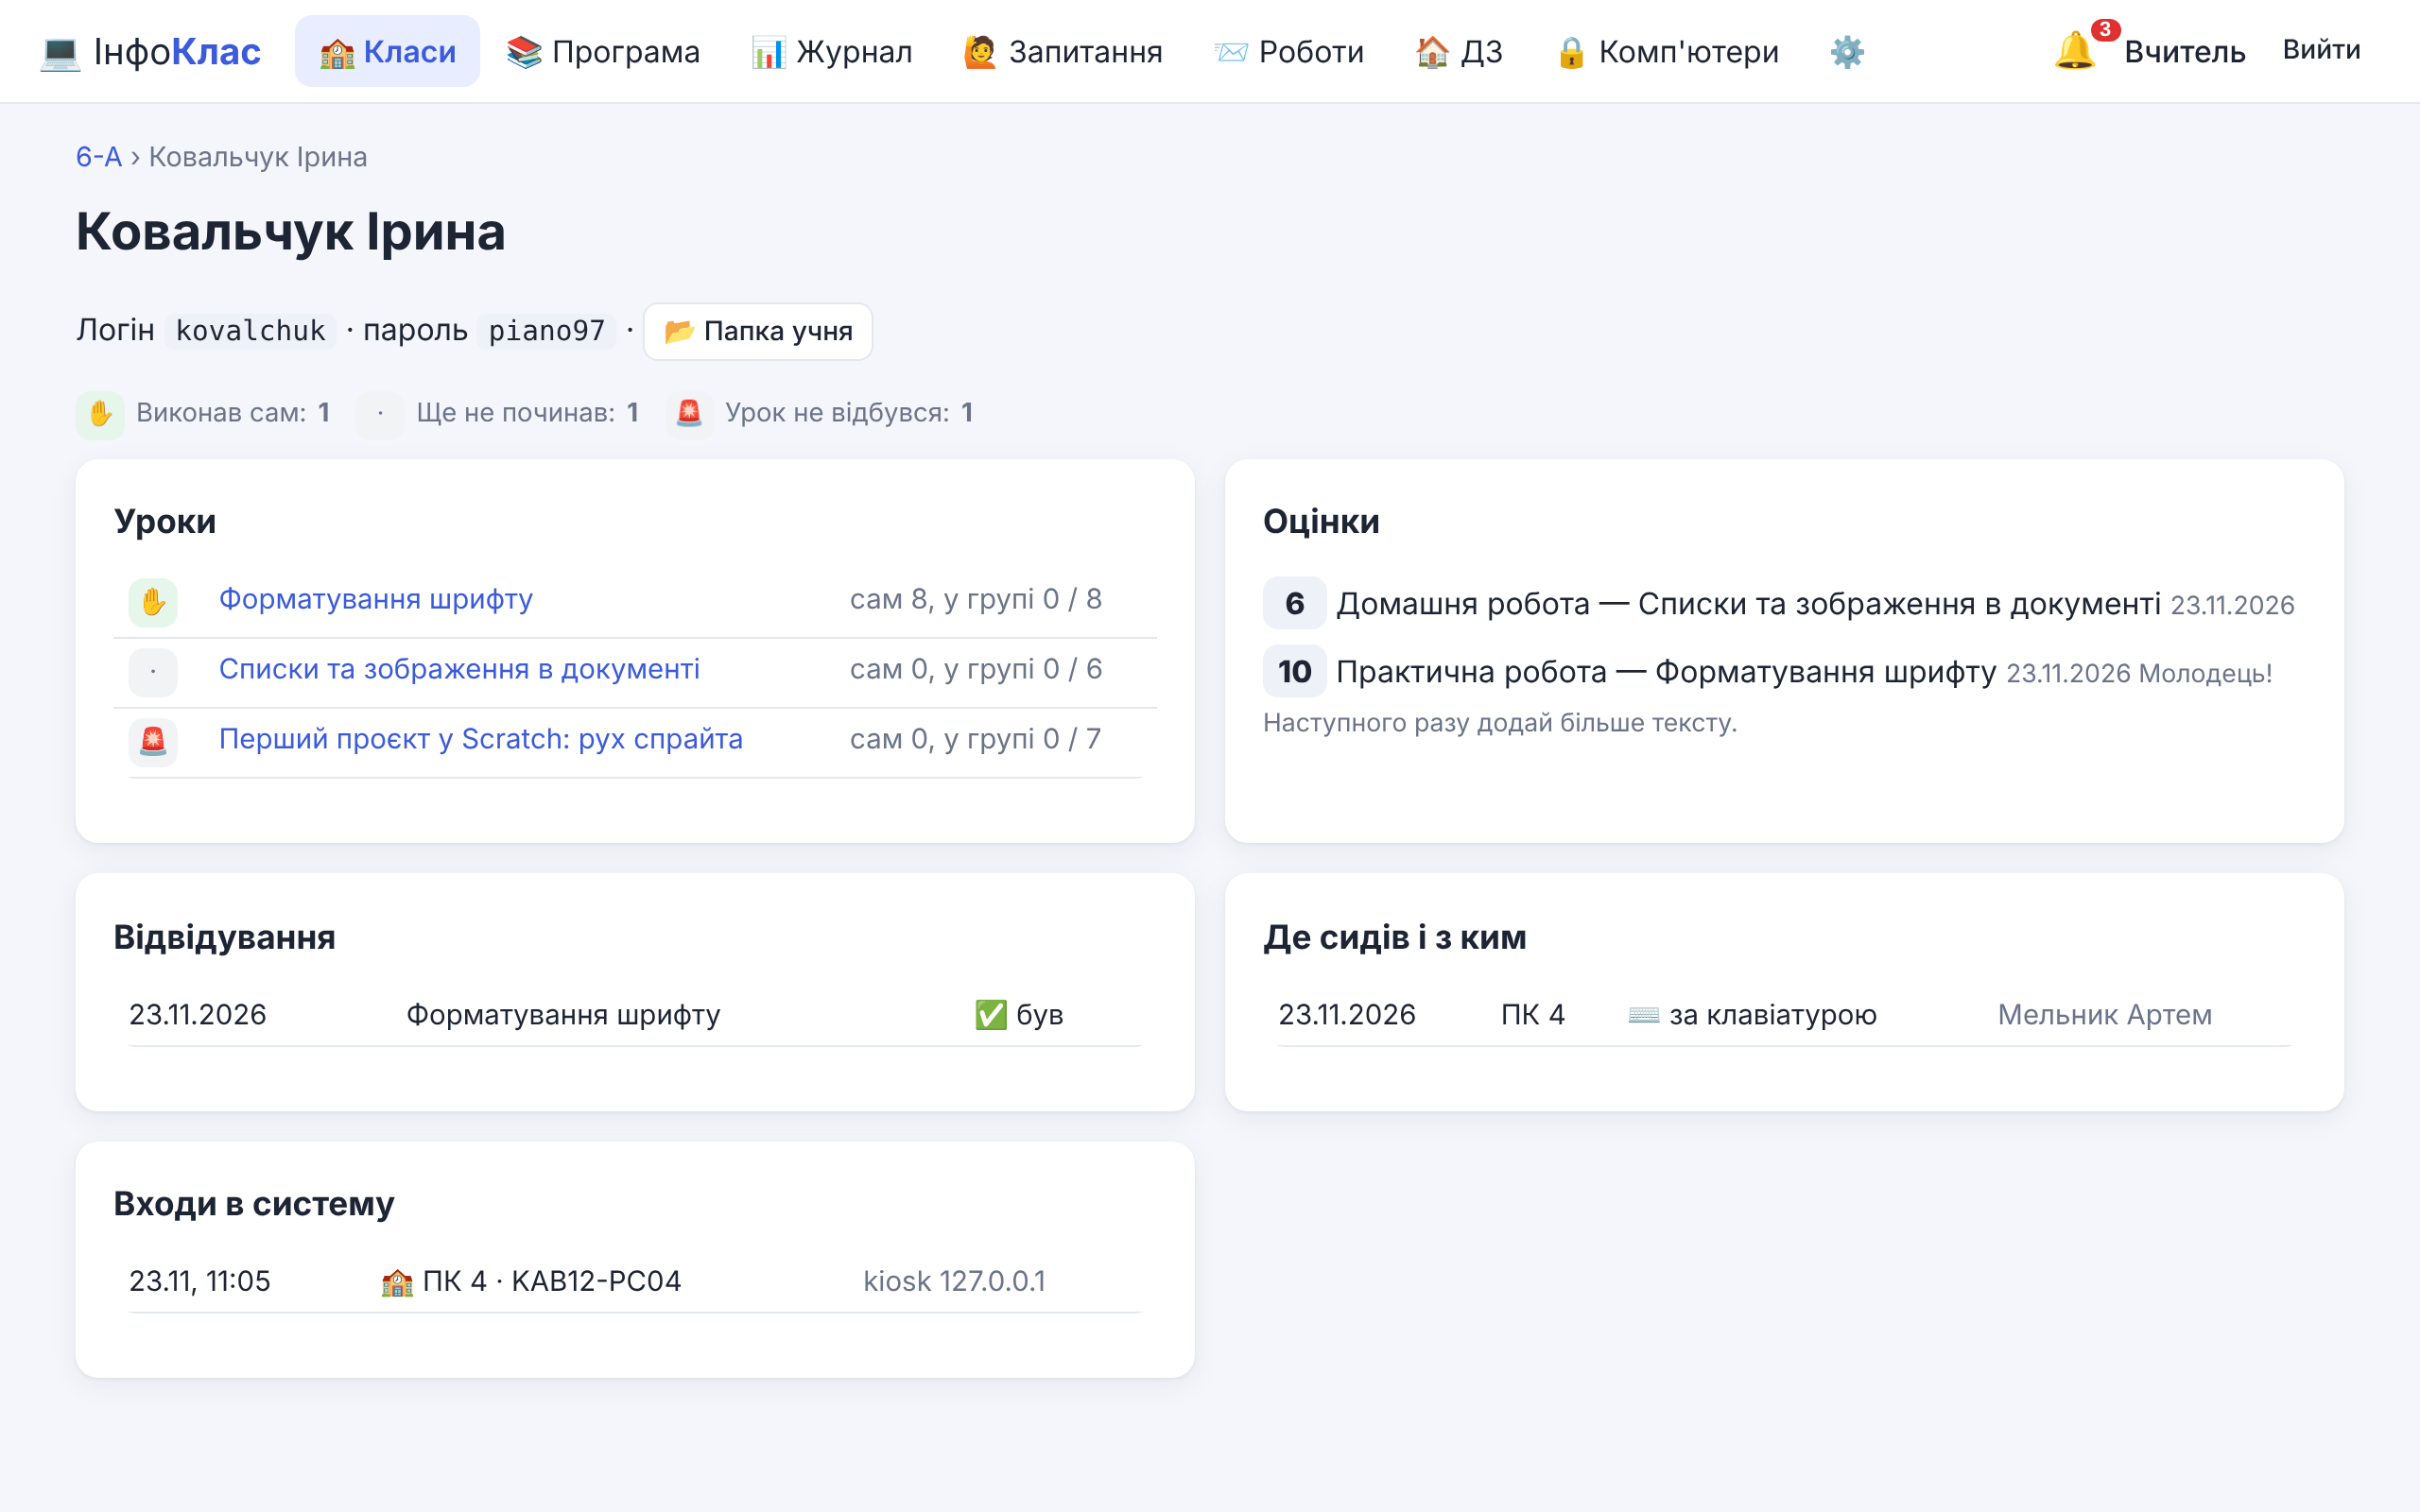 ІнфоКлас Класи Програма Журнал Запитання Роботи ДЗ Комп'ютери 3 Вчитель Вийти
6-А › Ковальчук Ірина
Ковальчук Ірина
Логін kovalchuk · пароль piano97 · Папка учня
Виконав сам: 1 · Ще не починав: 1 Урок не відбувся: 1
Уроки
Форматування шрифту сам 8, у групі 0 / 8
· Списки та зображення в документі сам 0, у групі 0 / 6
Перший проєкт у Scratch: рух спрайта сам 0, у групі 0 / 7
Оцінки
6 Домашня робота — Списки та зображення в документі 23.11.2026
10 Практична робота — Форматування шрифту 23.11.2026 Молодець!
Наступного разу додай більше тексту.
Відвідування
23.11.2026 Форматування шрифту був
Де сидів і з ким
23.11.2026 ПК 4 за клавіатурою Мельник Артем
Входи в систему
23.11, 11:05 ПК 4 · KAB12-PC04 kiosk 127.0.0.1